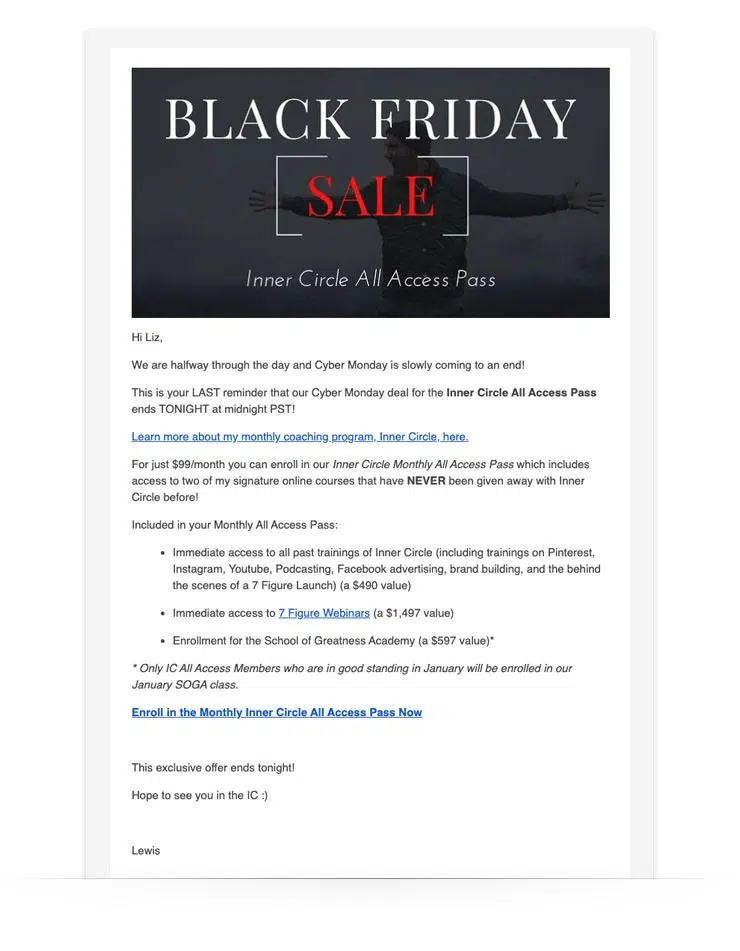 BLACK FRIDAY
SALE
Inner Circle All Access Pass
Hi Liz,
We are halfway through the day and Cyber Monday is slowly coming to an end!
This is your LAST reminder that our Cyber Monday deal for the Inner Circle All Access Pass
ends TONIGHT at midnight PST!
Learn more about my monthly coaching program, Inner Circle, here.
For just $99/month you can enroll in our Inner Circle Monthly All Access Pass which includes
access to two of my signature online courses that have NEVER been given away with Inner
Circle before!
Included in your Monthly All Access Pass:
• Immediate access to all past trainings of Inner Circle (including trainings on Pinterest,
Instagram, Youtube, Podcasting, Facebook advertising, brand building, and the behind
the scenes of a 7 Figure Launch) (a $490 value)
• Immediate access to 7 Figure Webinars (a $1,497 value)
• Enrollment for the School of Greatness Academy (a $597 value)*
* Only IC All Access Members who are in good standing in January will be enrolled in our
January SOGA class.
Enroll in the Monthly Inner Circle All Access Pass Now
This exclusive offer ends tonight!
Hope to see you in the IC :)
Lewis